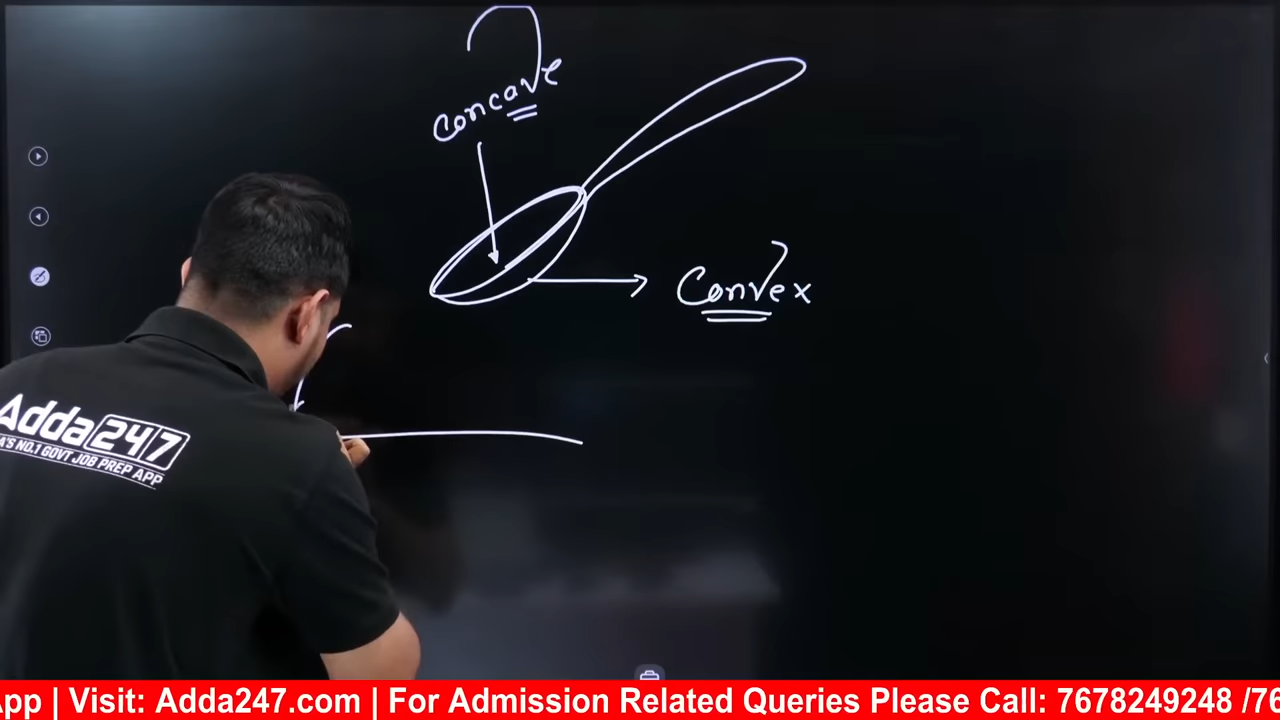 concave
Convex
Adda247
A'S NO.1 GOVT JOB PREP APP
App | Visit: Adda247.com | For Admission Related Queries Please Call: 7678249248 /76